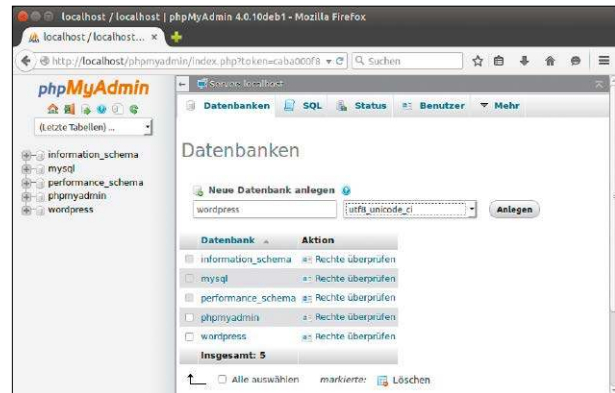 localhost / localhost | phpMyAdmin 4.0.10deb1 - Mozilla Firefox
localhost / localhost...
http://localhost/phpmyadmin/index.php?token=caba000f8
Suchen
phpMyAdmin
(Letzte Tabellen) ...
information_schema
mysql
performance_schema
phpmyadmin
wordpress
Server: localhost
Datenbanken
SQL
Status
Benutzer
Mehr
Datenbanken
Neue Datenbank anlegen
wordpress
utf8_unicode_ci
Anlegen
Datenbank
Aktion
information_schema
Rechte überprüfen
mysql
Rechte überprüfen
performance_schema
Rechte überprüfen
phpmyadmin
Rechte überprüfen
wordpress
Rechte überprüfen
Insgesamt: 5
Alle auswählen
markierte:
Löschen